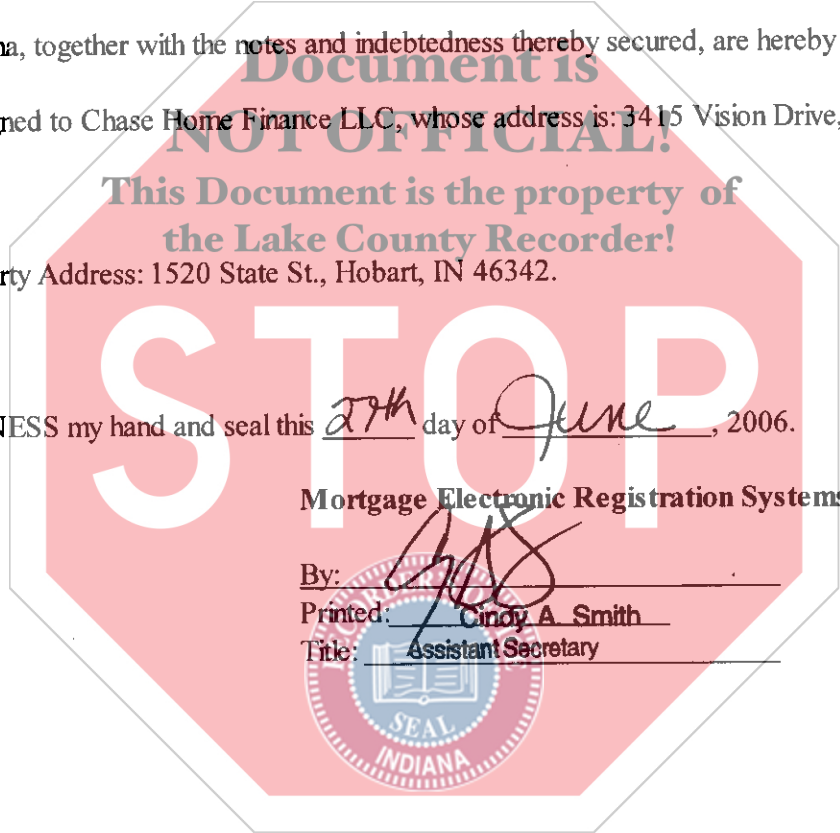 na, together with the notes and indebtedness thereby secured, are hereby
Document is
gned to Chase Home Finance LLC, whose address is: 3415 Vision Drive,
NOT OFFICIAL!
This Document is the property of
the Lake County Recorder!
rty Address: 1520 State St., Hobart, IN 46342.
STOP
NESS my hand and seal this 27th day of June, 2006.
Mortgage Electronic Registration Systems
By:
Printed: Cindy A. Smith
Title: Assistant Secretary
SEAL
INDIANA